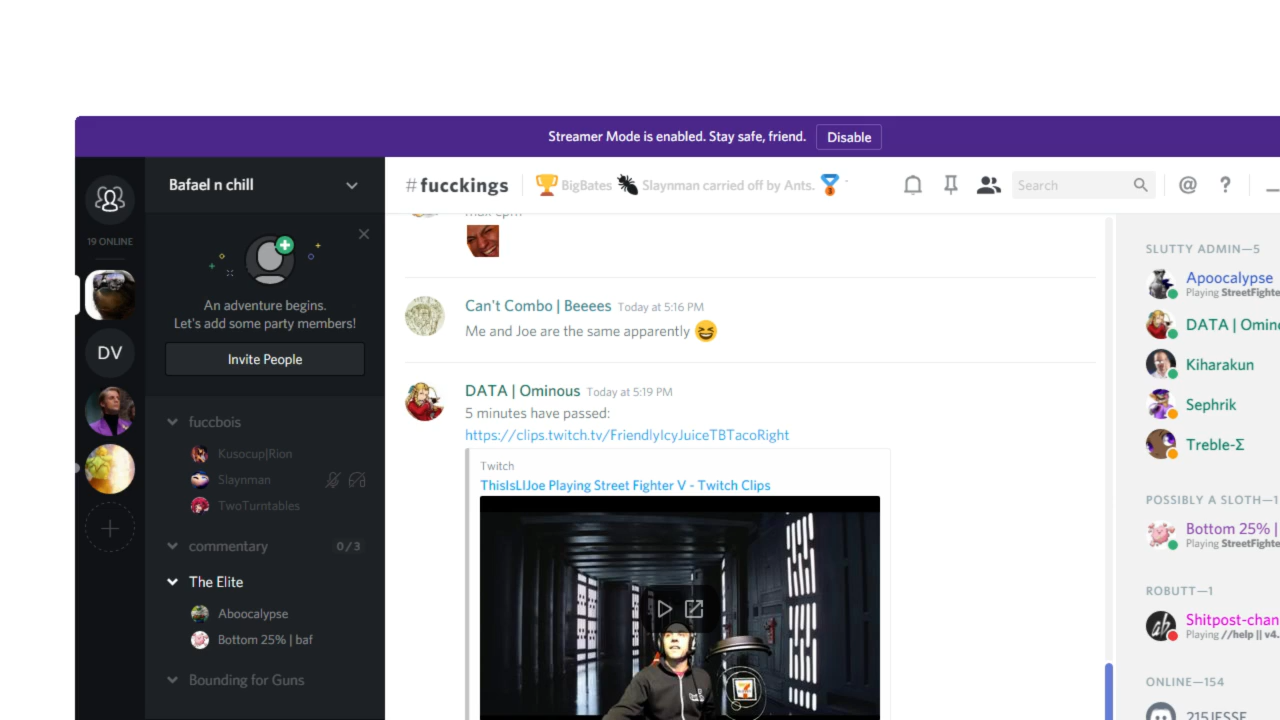 Streamer Mode is enabled. Stay safe, friend. Disable
19 ONLINE
DV
Bafael n chill
An adventure begins.
Let's add some party members!
Invite People
fuccbois
Kusocup|Rion
Slaynman
TwoTurntables
commentary 0/3
The Elite
Aboocalypse
Bottom 25% | baf
Bounding for Guns
#fucckings BigBates Slaynman carried off by Ants.
Search @ ?
Can't Combo | Beeees Today at 5:16 PM
Me and Joe are the same apparently
DATA | Ominous Today at 5:19 PM
5 minutes have passed:
https://clips.twitch.tv/FriendlyIcyJuiceTBTacoRight
Twitch
ThisIsLIJoe Playing Street Fighter V - Twitch Clips
SLUTTY ADMIN—5
Apoocalypse
Playing StreetFighte
DATA | Omino
Kiharakun
Sephrik
Treble-Σ
POSSIBLY A SLOTH—1
Bottom 25% |
Playing StreetFighte
ROBUTT—1
Shitpost-chan
Playing //help || v4.
ONLINE—154
215JESSE